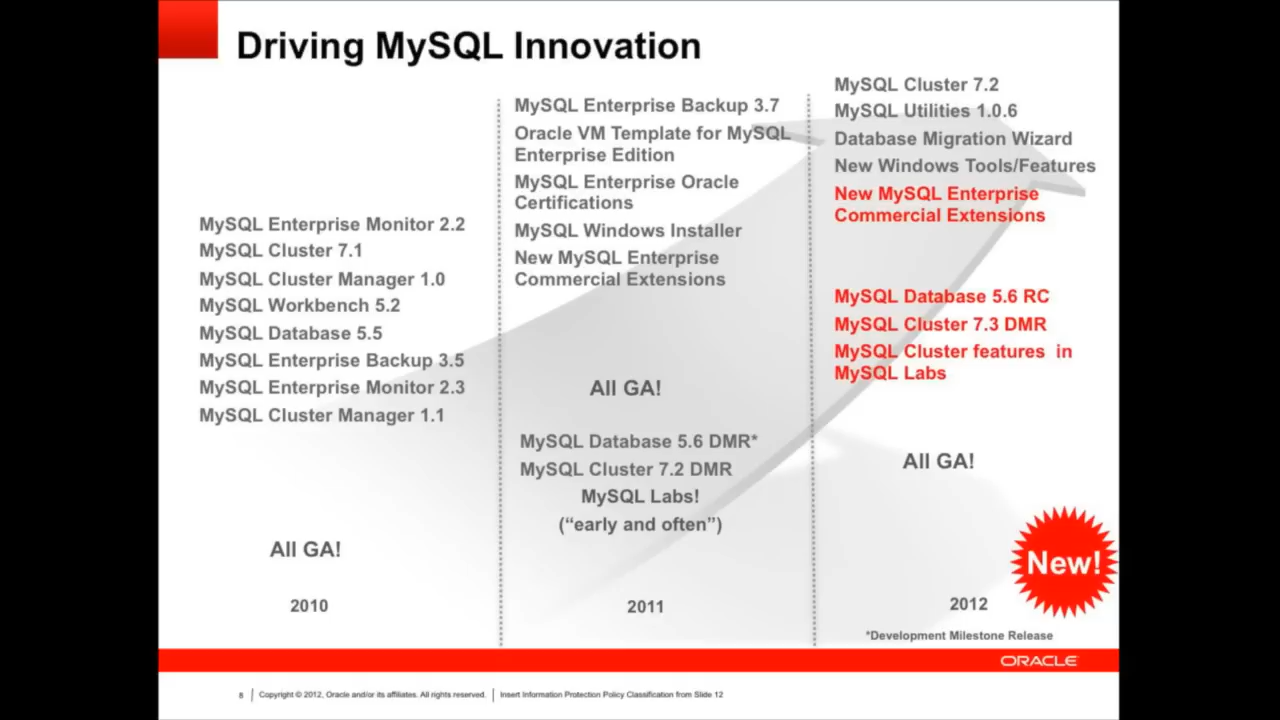 Driving MySQL Innovation
MySQL Enterprise Monitor 2.2
MySQL Cluster 7.1
MySQL Cluster Manager 1.0
MySQL Workbench 5.2
MySQL Database 5.5
MySQL Enterprise Backup 3.5
MySQL Enterprise Monitor 2.3
MySQL Cluster Manager 1.1
All GA!
2010
MySQL Enterprise Backup 3.7
Oracle VM Template for MySQL
Enterprise Edition
MySQL Enterprise Oracle
Certifications
MySQL Windows Installer
New MySQL Enterprise
Commercial Extensions
All GA!
MySQL Database 5.6 DMR*
MySQL Cluster 7.2 DMR
MySQL Labs!
(“early and often”)
2011
MySQL Cluster 7.2
MySQL Utilities 1.0.6
Database Migration Wizard
New Windows Tools/Features
New MySQL Enterprise
Commercial Extensions
MySQL Database 5.6 RC
MySQL Cluster 7.3 DMR
MySQL Cluster features in
MySQL Labs
All GA!
New!
2012
*Development Milestone Release
ORACLE
8
Copyright © 2012, Oracle and/or its affiliates. All rights reserved.
Insert Information Protection Policy Classification from Slide 12